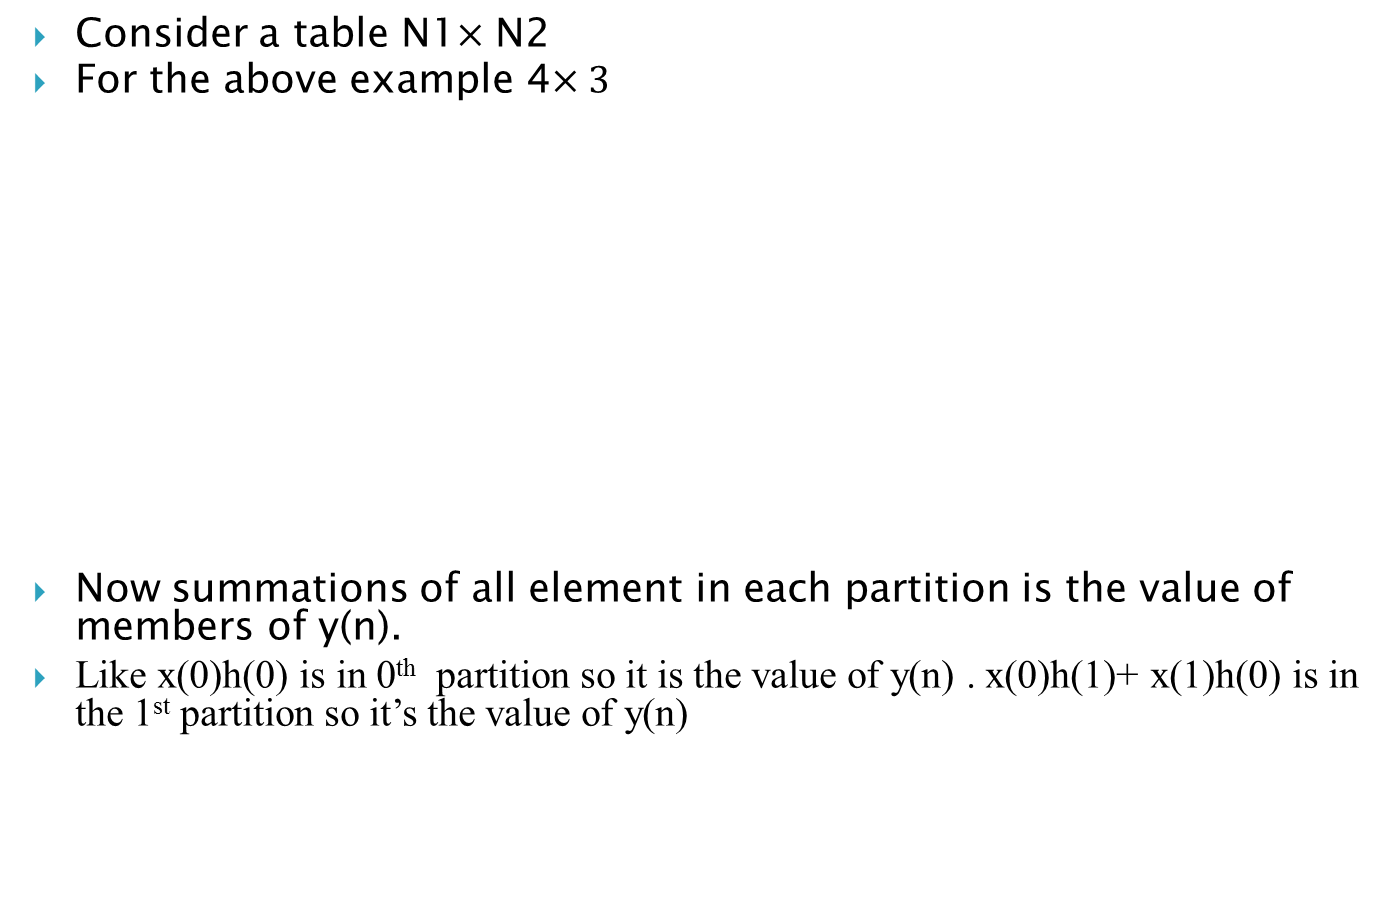 Consider a table N1× N2
For the above example 4× 3
Now summations of all element in each partition is the value of
members of y(n).
Like x(0)h(0) is in 0th partition so it is the value of y(n) . x(0)h(1)+ x(1)h(0) is in
the 1st partition so it’s the value of y(n)